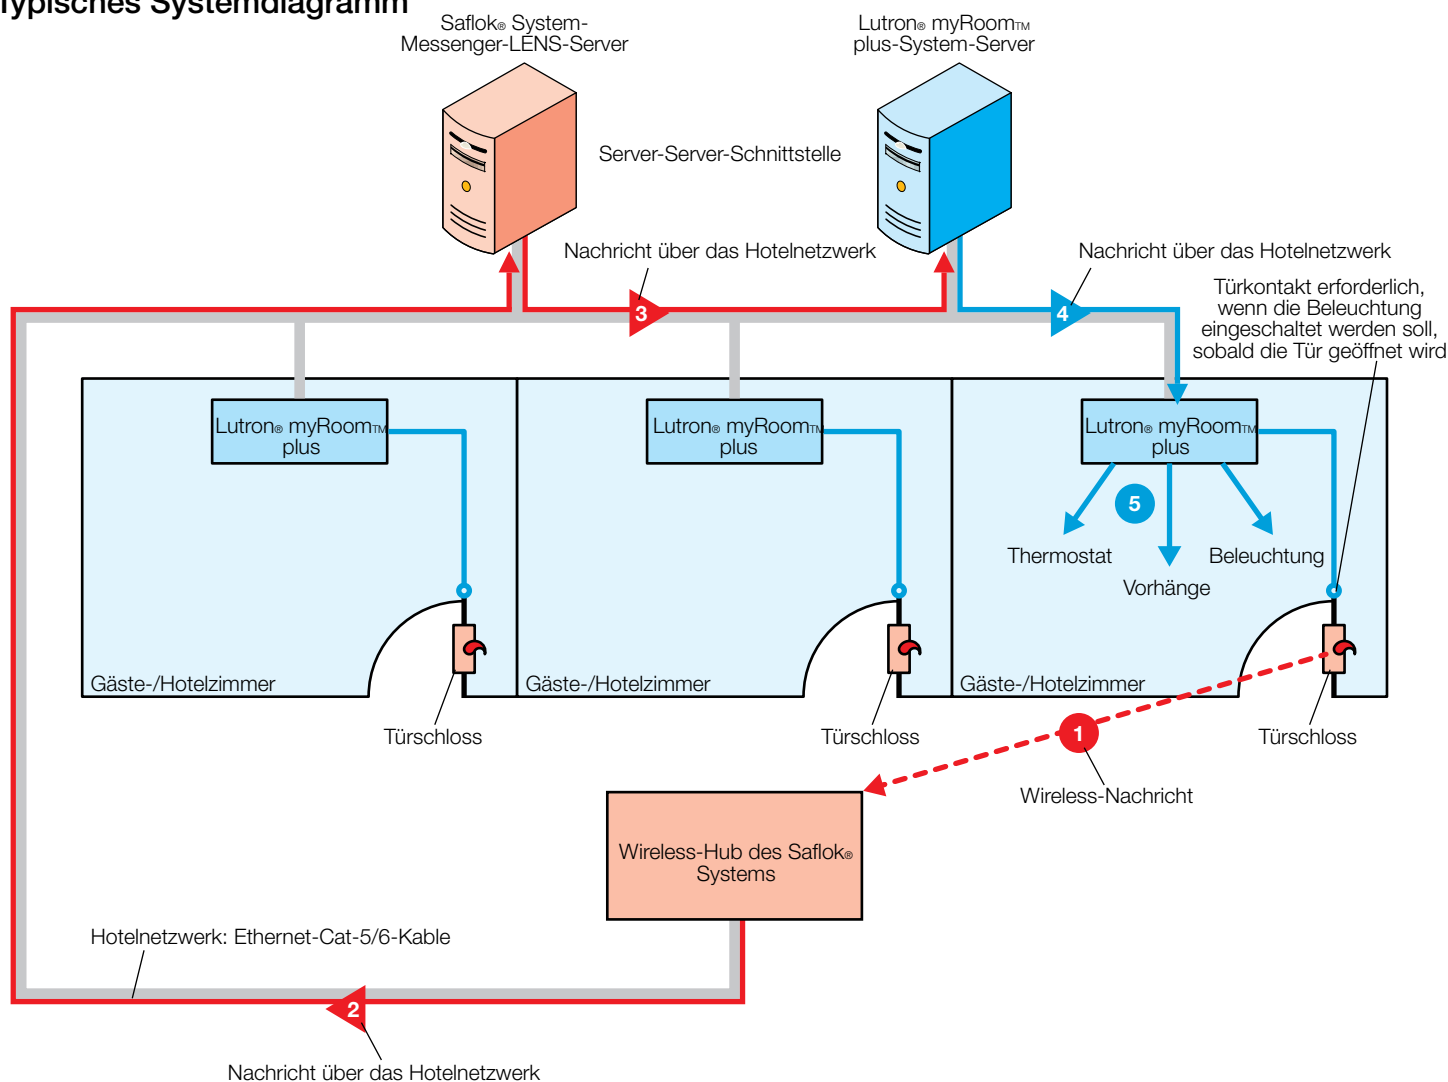 Typisches Systemdiagramm
Saflok® System-
Messenger-LENS-Server
Lutron® myRoom™
plus-System-Server
Server-Server-Schnittstelle
Nachricht über das Hotelnetzwerk
Nachricht über das Hotelnetzwerk
Türkontakt erforderlich,
wenn die Beleuchtung
eingeschaltet werden soll,
sobald die Tür geöffnet wird
3
4
Lutron® myRoom™
plus
Lutron® myRoom™
plus
Lutron® myRoom™
plus
5
Thermostat
Vorhänge
Beleuchtung
Gäste-/Hotelzimmer
Gäste-/Hotelzimmer
Gäste-/Hotelzimmer
Türschloss
Türschloss
Türschloss
1
Wireless-Nachricht
Wireless-Hub des Saflok®
Systems
Hotelnetzwerk: Ethernet-Cat-5/6-Kable
2
Nachricht über das Hotelnetzwerk